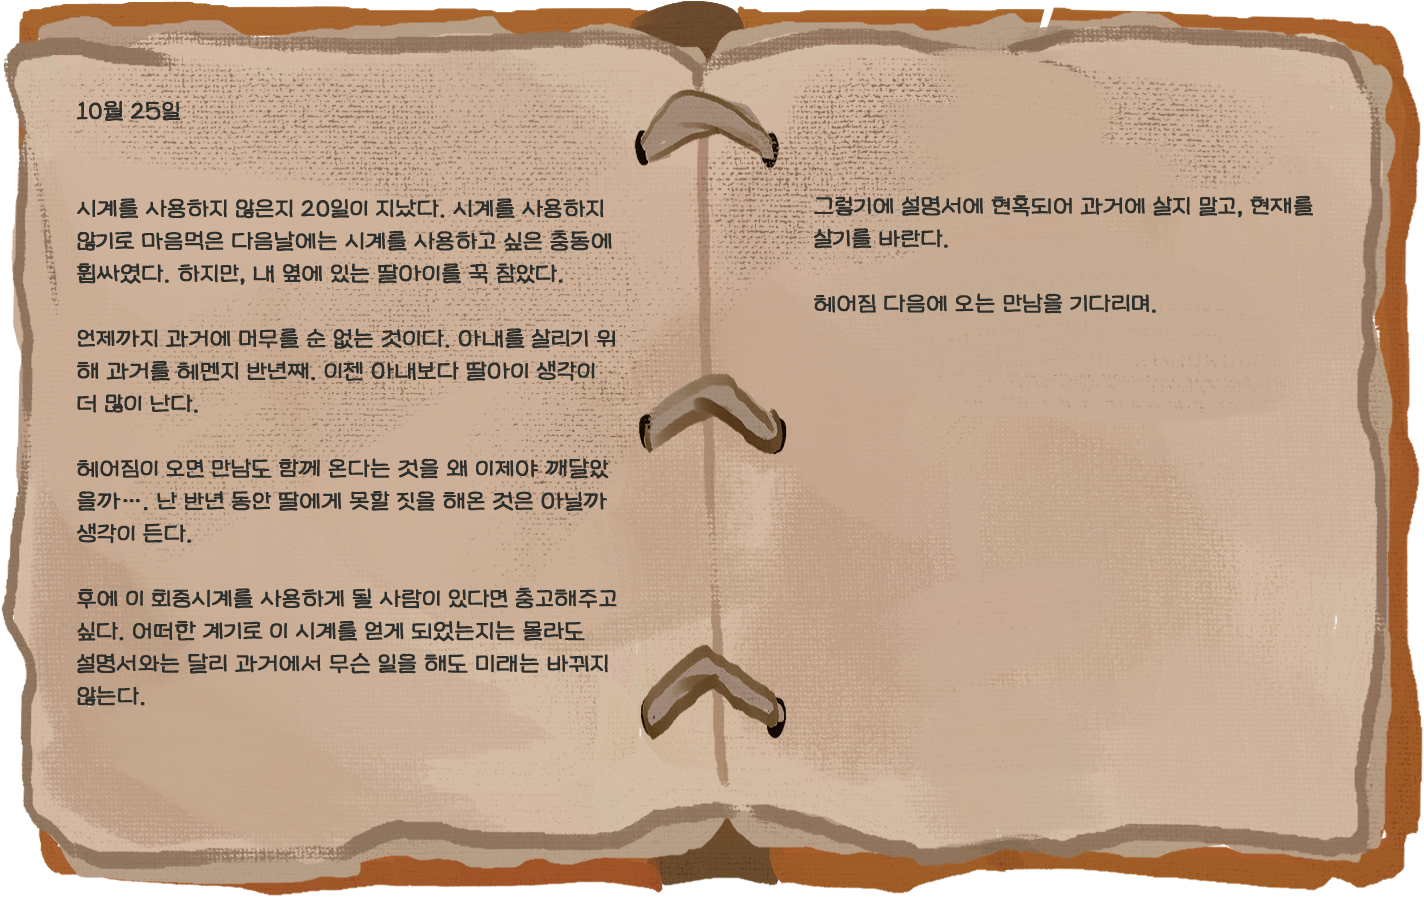 10월 25일
시계를 사용하지 않은지 20일이 지났다. 시계를 사용하지
않기로 마음먹은 다음날에는 시계를 사용하고 싶은 충동에
휩싸였다. 하지만, 내 옆에 있는 딸아이를 꾹 참았다.
언제까지 과거에 머무를 순 없는 것이다. 아내를 살리기 위
해 과거를 헤멘지 반년째. 이젠 아내보다 딸아이 생각이
더 많이 난다.
헤어짐이 오면 만남도 함께 온다는 것을 왜 이제야 깨달았
을까…. 난 반년 동안 딸에게 못할 짓을 해온 것은 아닐까
생각이 든다.
후에 이 회중시계를 사용하게 될 사람이 있다면 충고해주고
싶다. 어떠한 계기로 이 시계를 얻게 되었는지는 몰라도
설명서와는 달리 과거에서 무슨 일을 해도 미래는 바뀌지
않는다.
그렇기에 설명서에 현혹되어 과거에 살지 말고, 현재를
살기를 바란다.
헤어짐 다음에 오는 만남을 기다리며.